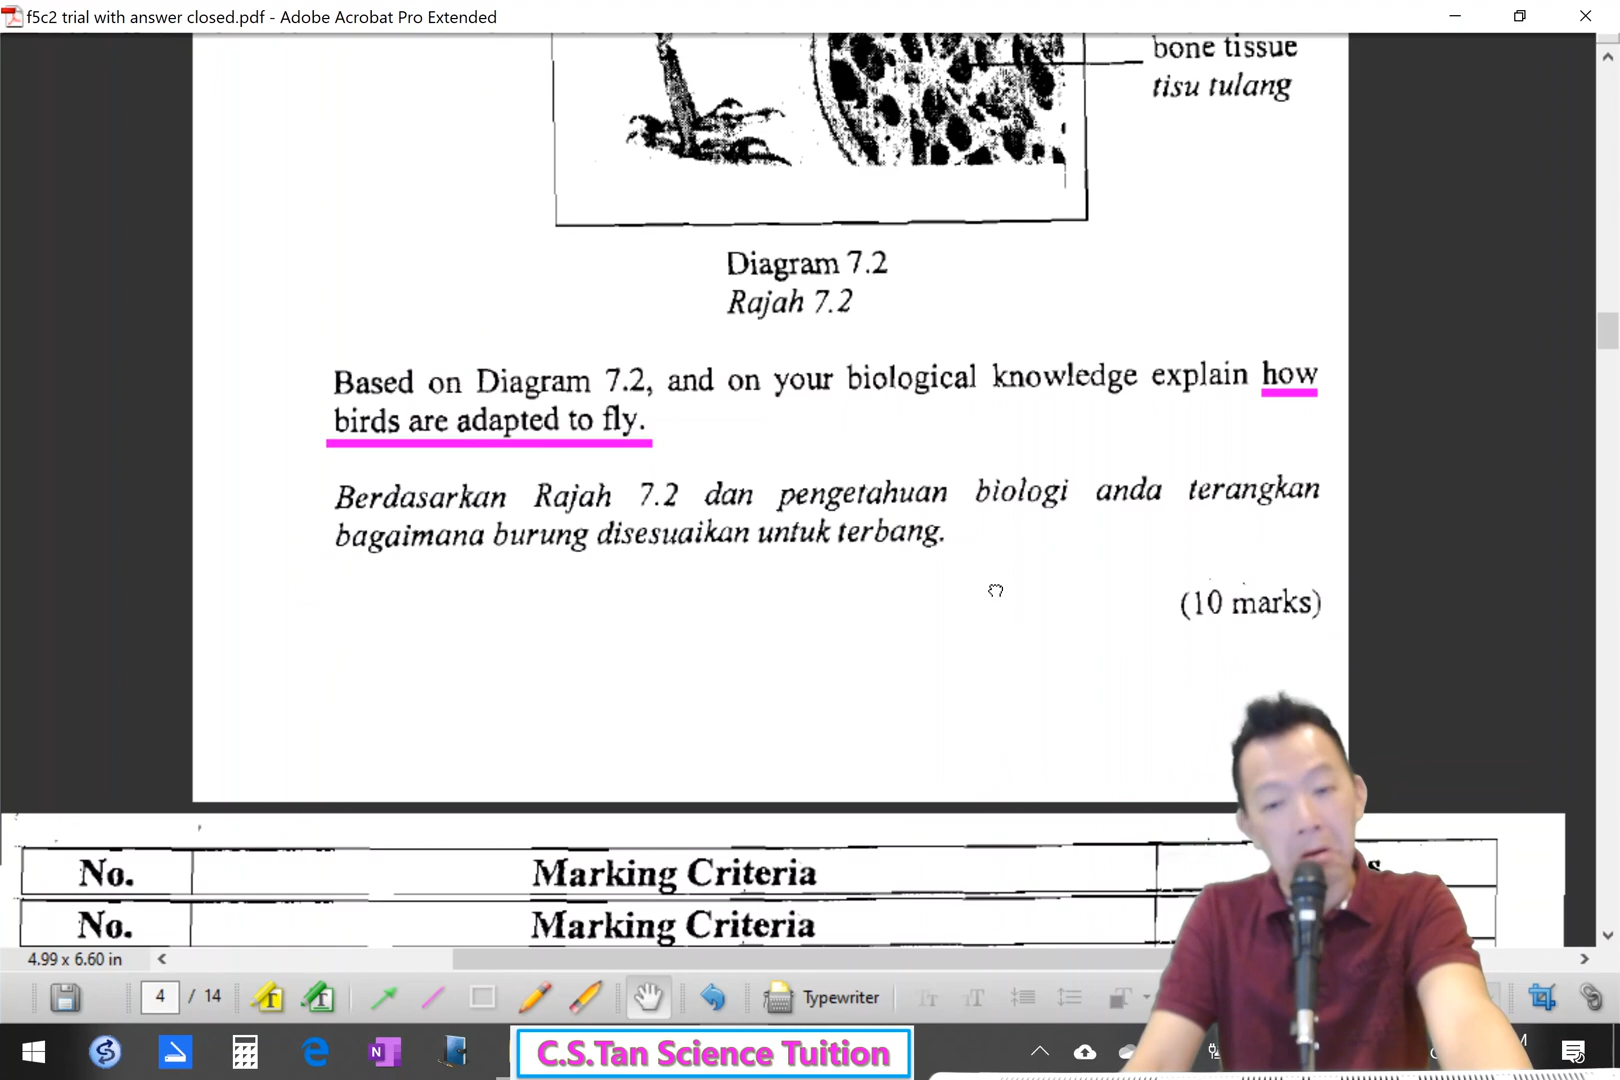 f5c2 trial with answer closed.pdf - Adobe Acrobat Pro Extended
bone tissue
tisu tulang
Diagram 7.2
Rajah 7.2
Based on Diagram 7.2, and on your biological knowledge explain how
birds are adapted to fly.
Berdasarkan Rajah 7.2 dan pengetahuan biologi anda terangkan
bagaimana burung disesuaikan untuk terbang.
(10 marks)
No. Marking Criteria
No. Marking Criteria
4.99 x 6.60 in
4 / 14 Typewriter
C.S.Tan Science Tuition